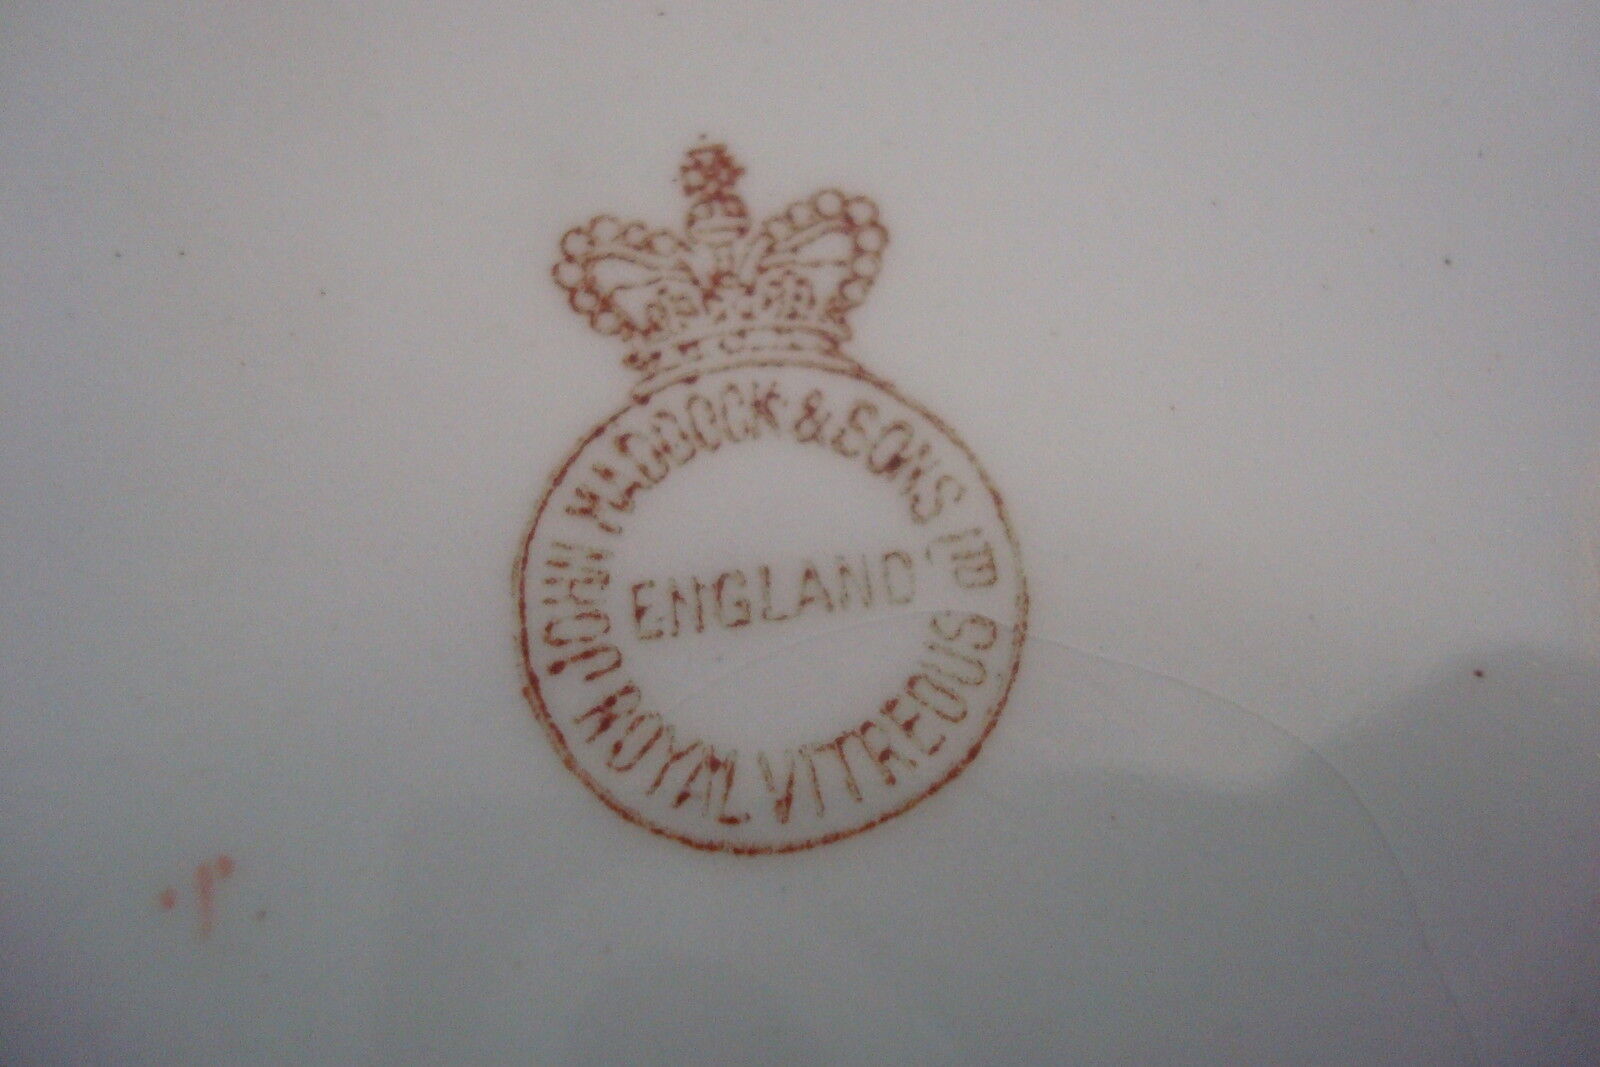 JOHN MADDOCK & SONS LTD
ENGLAND
ROYAL VITREOUS